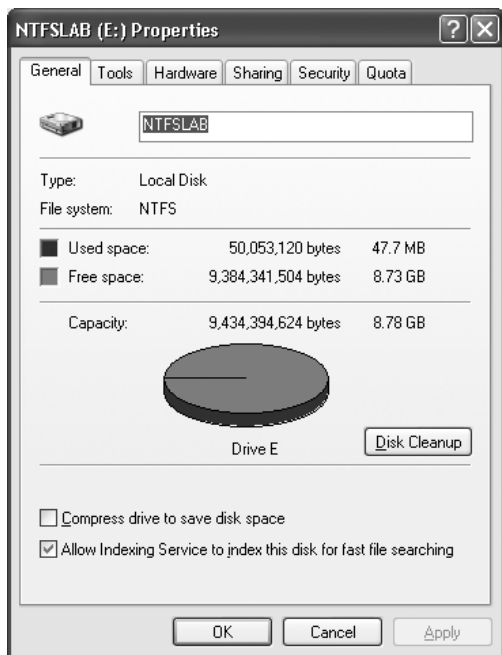 NTFSLAB (E:) Properties
General Tools Hardware Sharing Security Quota
NTFSLAB
Type: Local Disk
File system: NTFS
Used space: 50,053,120 bytes 47.7 MB
Free space: 9,384,341,504 bytes 8.73 GB
Capacity: 9,434,394,624 bytes 8.78 GB
Drive E
Disk Cleanup
Compress drive to save disk space
Allow Indexing Service to index this disk for fast file searching
OK Cancel Apply